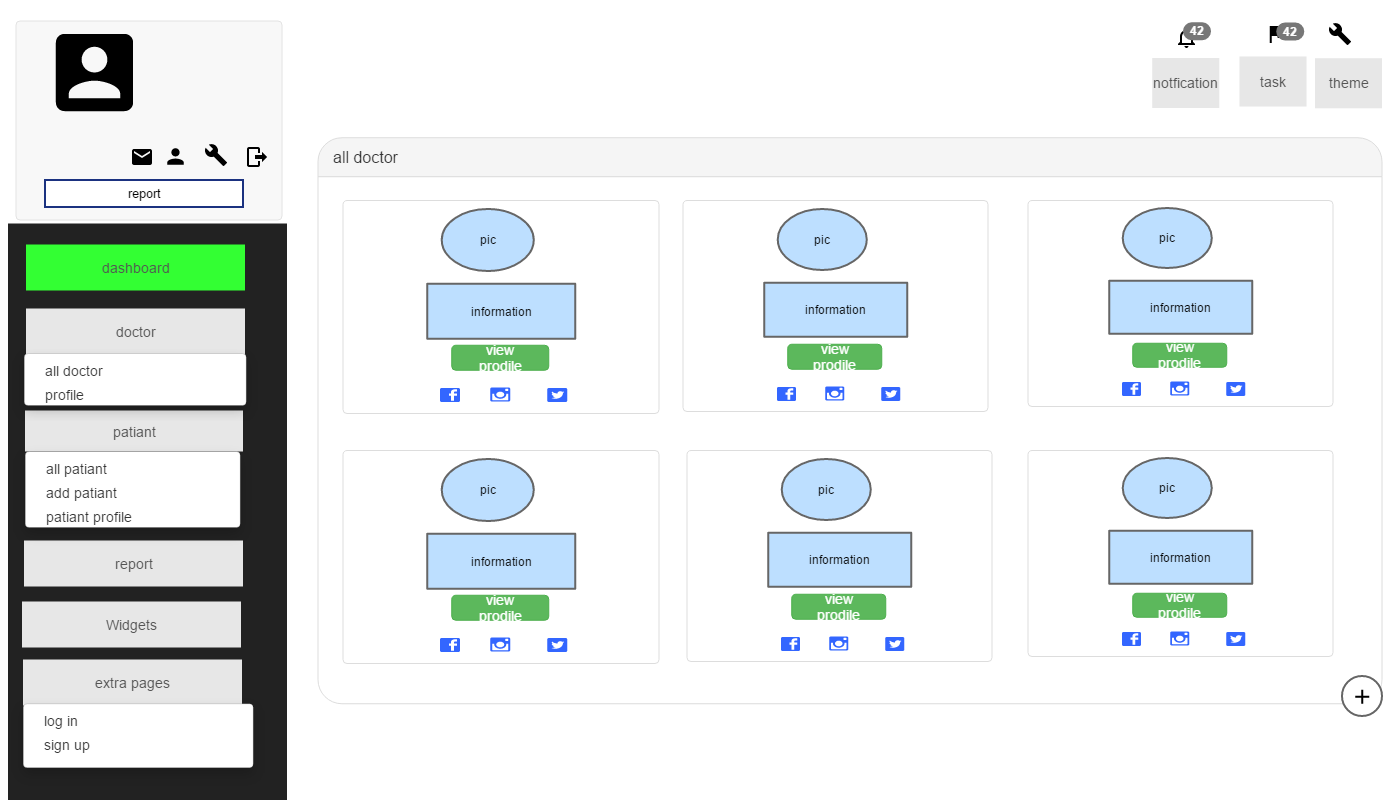 42
42
notfication
task
theme
report
dashboard
doctor
all doctor
profile
patiant
all patiant
add patiant
patiant profile
report
Widgets
extra pages
log in
sign up
all doctor
pic
information
view
prodile
pic
information
view
prodile
pic
information
view
prodile
pic
information
view
prodile
pic
information
view
prodile
pic
information
view
prodile